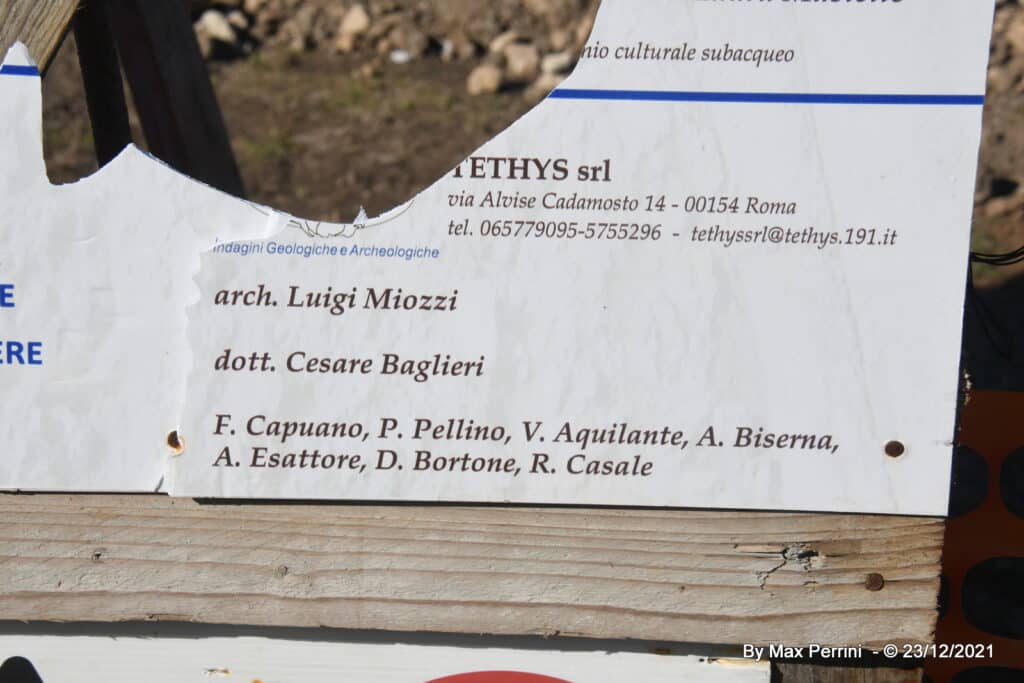 culturale subacqueo
TETHYS srl
via Alvise Cadamosto 14 - 00154 Roma
tel. 065779095-5755296 - tethyssrl@tethys.191.it
Indagini Geologiche e Archeologiche
arch. Luigi Miozzi
dott. Cesare Baglieri
F. Capuano, P. Pellino, V. Aquilante, A. Biserna,
A. Esattore, D. Bortone, R. Casale
E
ERE
By Max Perrini - © 23/12/2021